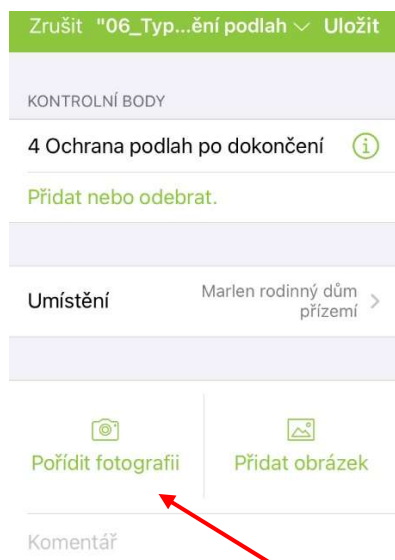 Zrušit "06_Typ...ění podlah Uložit
KONTROLNÍ BODY
4 Ochrana podlah po dokončení
Přidat nebo odebrat.
Umístění Marlen rodinný dům
přízemí
Pořídit fotografii Přidat obrázek
Komentář